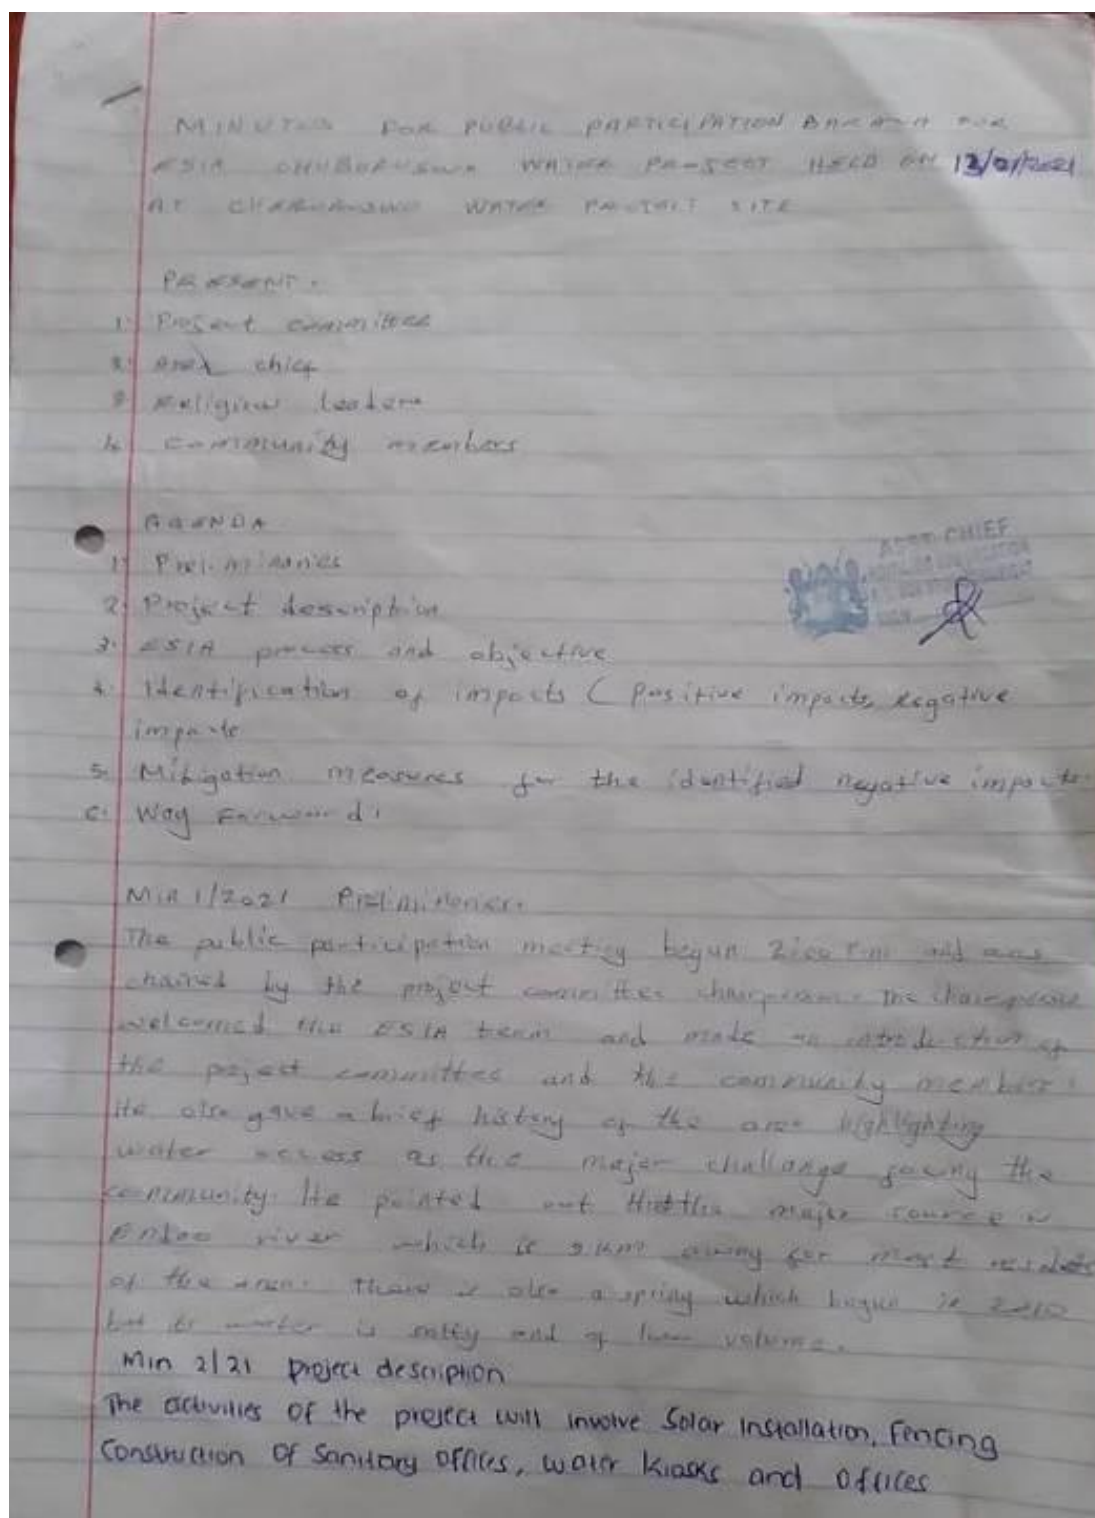 MINUTES FOR PUBLIC PARTICIPATION BARAZA FOR
ESIA WATER PROJECT HELD ON
AT WATER PROJECT SITE
PRESENT.
1. Project committee
2. Area chief
3. Religious leaders
4. community members
AGENDA
1. Preliminaries
2. Project description
3. ESIA process and objective
4. Identification of impacts ( positive impacts, negative
impacts
5. Mitigation measures for the identified negative impacts
6. Way Forward.
ASST. CHIEF
Min 1/2021 Preliminaries.
The public participation meeting begun 2:00 Pm and was
chaired by the project committee chairperson. The chairperson
welcomed the ESIA team and made an introduction of
the project committee and the community members.
He also gave a brief history of the area highlighting
water access as the major challenge facing the
community. He pointed out that the major source is
river which is 9km away for most residents
of the area. There is also a spring which begun in 2010
but its water is salty and of low volume.
Min 2/21 project description
The activities of the project will involve Solar Installation, Fencing
Construction Of Sanitary offices, water Kiosks and offices